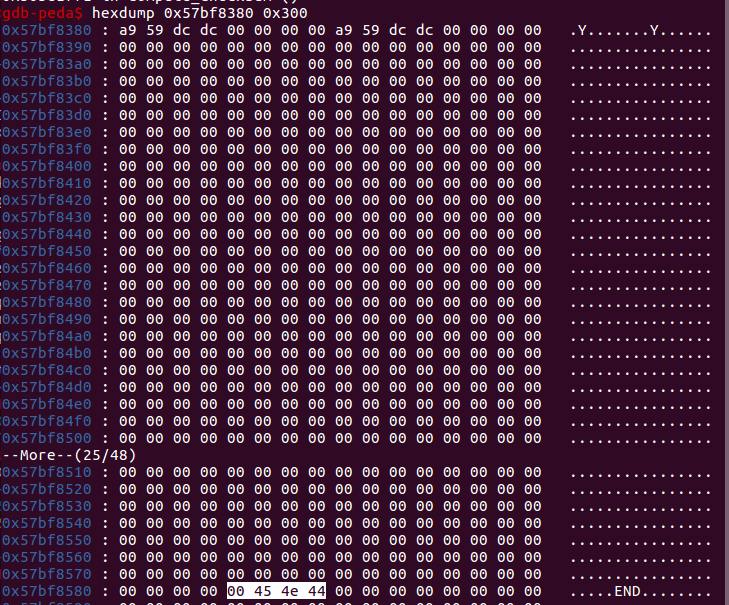 gdb-peda$ hexdump 0x57bf8380 0x300
0x57bf8380 : a9 59 dc dc 00 00 00 00 a9 59 dc dc 00 00 00 00   .Y.......Y......
0x57bf8390 : 00 00 00 00 00 00 00 00 00 00 00 00 00 00 00 00   ................
0x57bf83a0 : 00 00 00 00 00 00 00 00 00 00 00 00 00 00 00 00   ................
0x57bf83b0 : 00 00 00 00 00 00 00 00 00 00 00 00 00 00 00 00   ................
0x57bf83c0 : 00 00 00 00 00 00 00 00 00 00 00 00 00 00 00 00   ................
0x57bf83d0 : 00 00 00 00 00 00 00 00 00 00 00 00 00 00 00 00   ................
0x57bf83e0 : 00 00 00 00 00 00 00 00 00 00 00 00 00 00 00 00   ................
0x57bf83f0 : 00 00 00 00 00 00 00 00 00 00 00 00 00 00 00 00   ................
0x57bf8400 : 00 00 00 00 00 00 00 00 00 00 00 00 00 00 00 00   ................
0x57bf8410 : 00 00 00 00 00 00 00 00 00 00 00 00 00 00 00 00   ................
0x57bf8420 : 00 00 00 00 00 00 00 00 00 00 00 00 00 00 00 00   ................
0x57bf8430 : 00 00 00 00 00 00 00 00 00 00 00 00 00 00 00 00   ................
0x57bf8440 : 00 00 00 00 00 00 00 00 00 00 00 00 00 00 00 00   ................
0x57bf8450 : 00 00 00 00 00 00 00 00 00 00 00 00 00 00 00 00   ................
0x57bf8460 : 00 00 00 00 00 00 00 00 00 00 00 00 00 00 00 00   ................
0x57bf8470 : 00 00 00 00 00 00 00 00 00 00 00 00 00 00 00 00   ................
0x57bf8480 : 00 00 00 00 00 00 00 00 00 00 00 00 00 00 00 00   ................
0x57bf8490 : 00 00 00 00 00 00 00 00 00 00 00 00 00 00 00 00   ................
0x57bf84a0 : 00 00 00 00 00 00 00 00 00 00 00 00 00 00 00 00   ................
0x57bf84b0 : 00 00 00 00 00 00 00 00 00 00 00 00 00 00 00 00   ................
0x57bf84c0 : 00 00 00 00 00 00 00 00 00 00 00 00 00 00 00 00   ................
0x57bf84d0 : 00 00 00 00 00 00 00 00 00 00 00 00 00 00 00 00   ................
0x57bf84e0 : 00 00 00 00 00 00 00 00 00 00 00 00 00 00 00 00   ................
0x57bf84f0 : 00 00 00 00 00 00 00 00 00 00 00 00 00 00 00 00   ................
0x57bf8500 : 00 00 00 00 00 00 00 00 00 00 00 00 00 00 00 00   ................
--More--(25/48)
0x57bf8510 : 00 00 00 00 00 00 00 00 00 00 00 00 00 00 00 00   ................
0x57bf8520 : 00 00 00 00 00 00 00 00 00 00 00 00 00 00 00 00   ................
0x57bf8530 : 00 00 00 00 00 00 00 00 00 00 00 00 00 00 00 00   ................
0x57bf8540 : 00 00 00 00 00 00 00 00 00 00 00 00 00 00 00 00   ................
0x57bf8550 : 00 00 00 00 00 00 00 00 00 00 00 00 00 00 00 00   ................
0x57bf8560 : 00 00 00 00 00 00 00 00 00 00 00 00 00 00 00 00   ................
0x57bf8570 : 00 00 00 00 00 00 00 00 00 00 00 00 00 00 00 00   ................
0x57bf8580 : 00 00 00 00 00 45 4e 44 00 00 00 00 00 00 00 00   .....END........